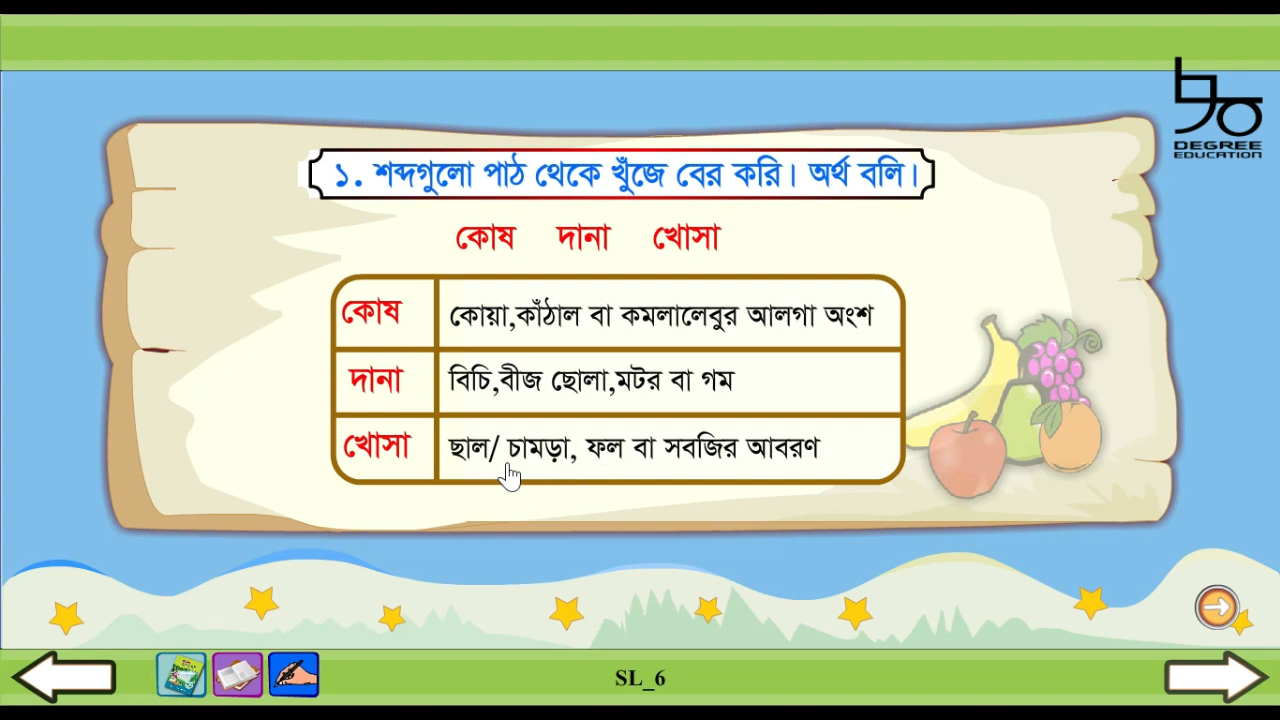 ১. শব্দগুলো পাঠ থেকে খুঁজে বের করি। অর্থ বলি।
DEGREE
EDUCATION
কোষ দানা খোসা
কোষ কোয়া,কাঁঠাল বা কমলালেবুর আলগা অংশ
দানা বিচি,বীজ ছোলা,মটর বা গম
খোসা ছাল/ চামড়া, ফল বা সবজির আবরণ
SL_6